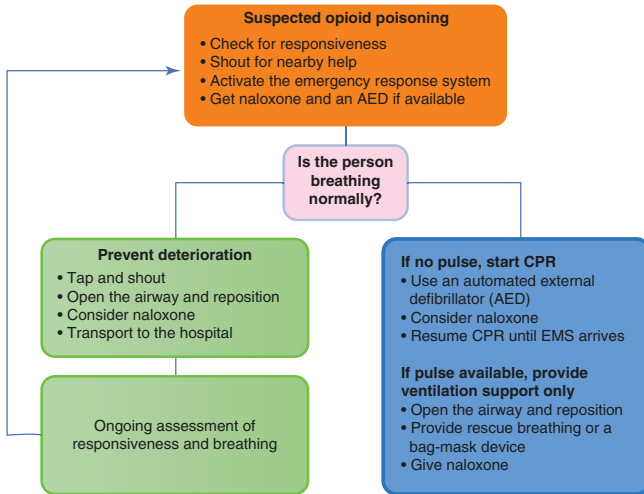 Suspected opioid poisoning
• Check for responsiveness
• Shout for nearby help
• Activate the emergency response system
• Get naloxone and an AED if available
Is the person
breathing
normally?
Prevent deterioration
• Tap and shout
• Open the airway and reposition
• Consider naloxone
• Transport to the hospital
Ongoing assessment of
responsiveness and breathing
If no pulse, start CPR
• Use an automated external
defibrillator (AED)
• Consider naloxone
• Resume CPR until EMS arrives
If pulse available, provide
ventilation support only
• Open the airway and reposition
• Provide rescue breathing or a
bag-mask device
• Give naloxone